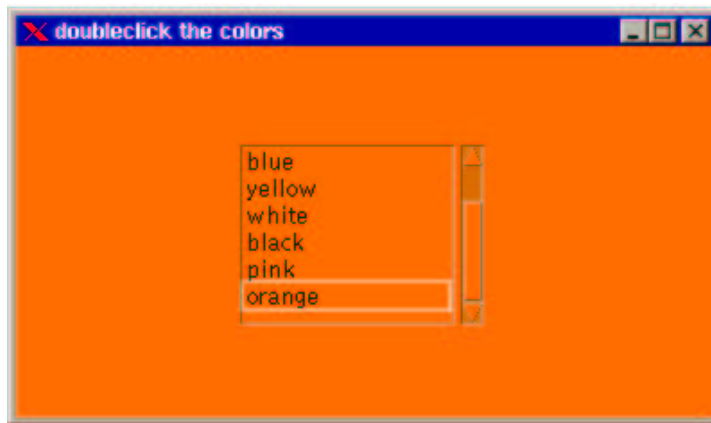 doubleclick the colors
blue
yellow
white
black
pink
orange